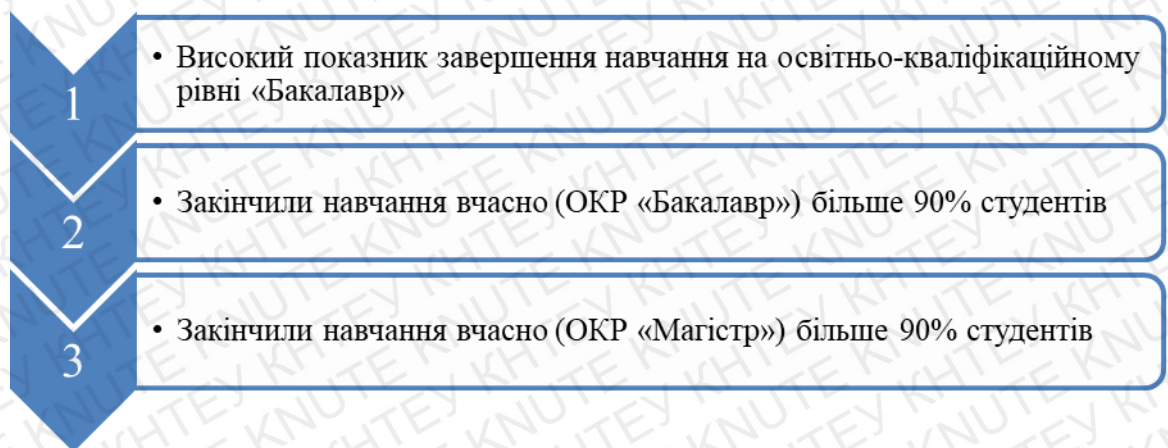 1
• Високий показник завершення навчання на освітньо-кваліфікаційному
рівні «Бакалавр»
2
• Закінчили навчання вчасно (ОКР «Бакалавр») більше 90% студентів
3
• Закінчили навчання вчасно (ОКР «Магістр») більше 90% студентів